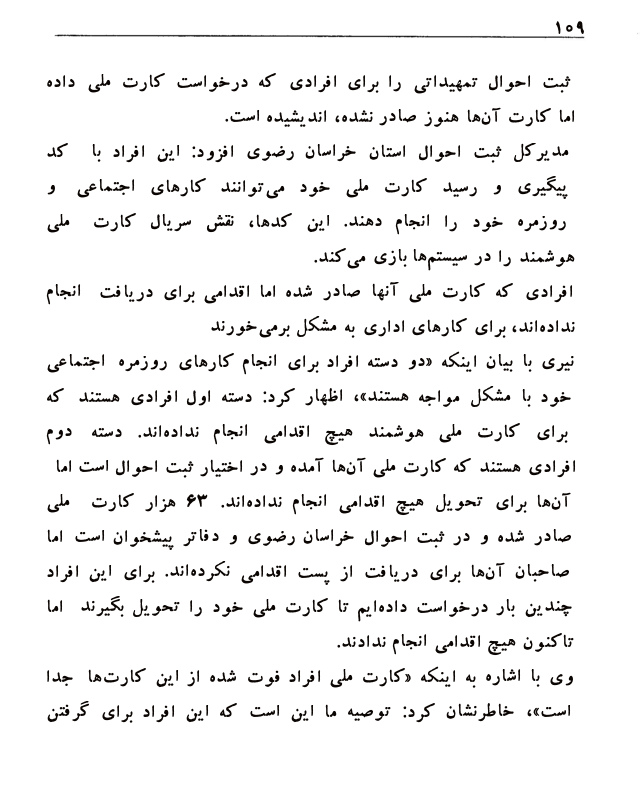 ۱۰۹
ثبت احوال تمهیداتی را برای افرادی که درخواست کارت ملی داده
اما کارت آن‌ها هنوز صادر نشده، اندیشیده است.
مدیرکل ثبت احوال استان خراسان رضوی افزود: این افراد با کد
پیگیری و رسید کارت ملی خود می‌توانند کارهای اجتماعی و
روزمره خود را انجام دهند. این کدها، نقش سریال کارت ملی
هوشمند را در سیستم‌ها بازی می‌کند.
افرادی که کارت ملی آنها صادر شده اما اقدامی برای دریافت انجام
نداده‌اند، برای کارهای اداری به مشکل برمی‌خورند
نیری با بیان اینکه «دو دسته افراد برای انجام کارهای روزمره اجتماعی
خود با مشکل مواجه هستند»، اظهار کرد: دسته اول افرادی هستند که
برای کارت ملی هوشمند هیچ اقدامی انجام نداده‌اند. دسته دوم
افرادی هستند که کارت ملی آن‌ها آمده و در اختیار ثبت احوال است اما
آن‌ها برای تحویل هیچ اقدامی انجام نداده‌اند. ۶۳ هزار کارت ملی
صادر شده و در ثبت احوال خراسان رضوی و دفاتر پیشخوان است اما
صاحبان آن‌ها برای دریافت از پست اقدامی نکرده‌اند. برای این افراد
چندین بار درخواست داده‌ایم تا کارت ملی خود را تحویل بگیرند اما
تاکنون هیچ اقدامی انجام ندادند.
وی با اشاره به اینکه «کارت ملی افراد فوت شده از این کارت‌ها جدا
است»، خاطرنشان کرد: توصیه ما این است که این افراد برای گرفتن